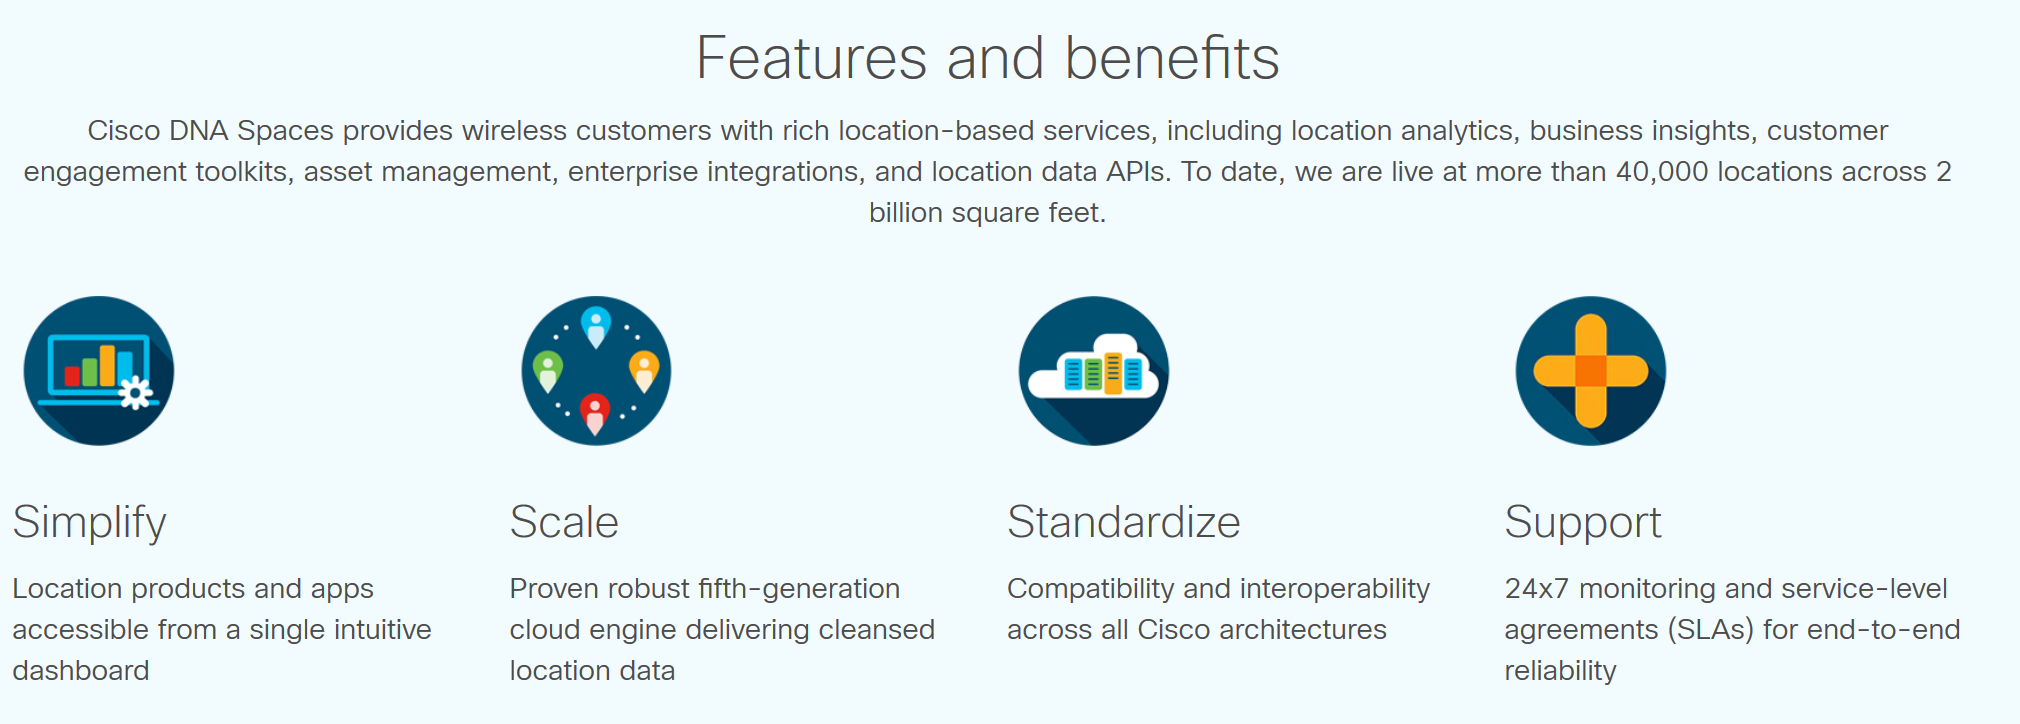 Features and benefits
Cisco DNA Spaces provides wireless customers with rich location-based services, including location analytics, business insights, customer
engagement toolkits, asset management, enterprise integrations, and location data APIs. To date, we are live at more than 40,000 locations across 2
billion square feet.
Simplify
Location products and apps
accessible from a single intuitive
dashboard
Scale
Proven robust fifth-generation
cloud engine delivering cleansed
location data
Standardize
Compatibility and interoperability
across all Cisco architectures
Support
24x7 monitoring and service-level
agreements (SLAs) for end-to-end
reliability